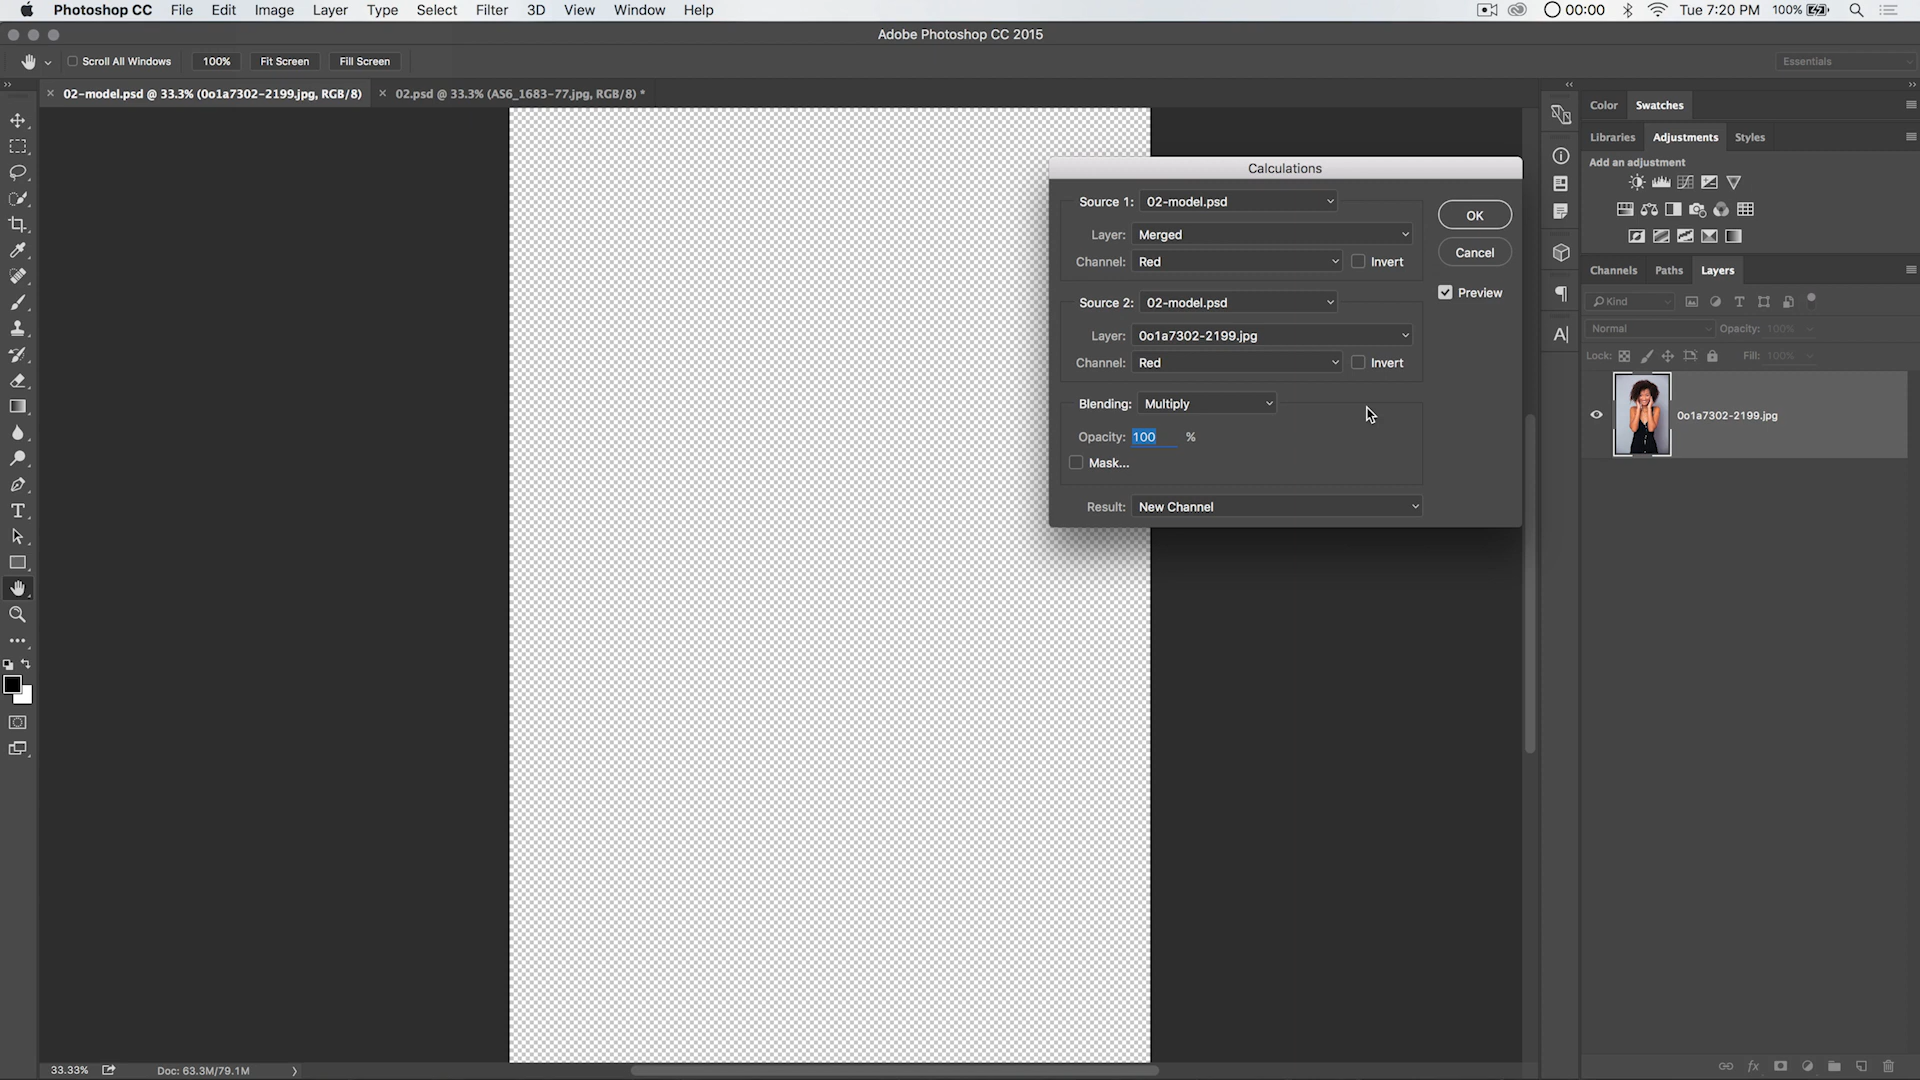 Photoshop CC File Edit Image Layer Type Select Filter 3D View Window Help 00:00 Tue 7:20 PM 100%
Adobe Photoshop CC 2015
Scroll All Windows 100% Fit Screen Fill Screen Essentials
02-model.psd @ 33.3% (0o1a7302-2199.jpg, RGB/8) 02.psd @ 33.3% (AS6_1683-77.jpg, RGB/8) *
Color Swatches
Libraries Adjustments Styles
Add an adjustment
Calculations
Source 1: 02-model.psd
OK
Layer: Merged
Cancel
Channel: Red Invert
Preview
Source 2: 02-model.psd
Layer: 0o1a7302-2199.jpg
Channel: Red Invert
Blending: Multiply
Opacity: 100 %
Mask...
Result: New Channel
Channels Paths Layers
Kind
Normal Opacity: 100%
Lock: Fill: 100%
0o1a7302-2199.jpg
33.33% Doc: 63.3M/79.1M